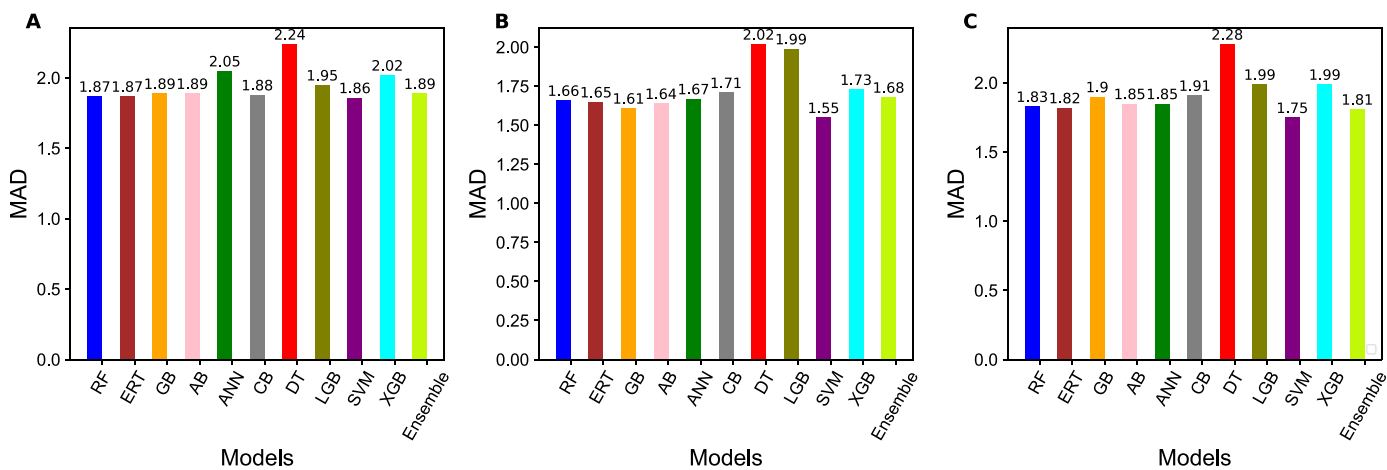 A
MAD
2.0
1.5
1.0
0.5
0.0
1.87
1.87
1.89
1.89
2.05
1.88
2.24
1.95
1.86
2.02
1.89
RF
ERT
GB
AB
ANN
CB
DT
LGB
SVM
XGB
Ensemble
Models
B
MAD
2.00
1.75
1.50
1.25
1.00
0.75
0.50
0.25
0.00
1.66
1.65
1.61
1.64
1.67
1.71
2.02
1.99
1.55
1.73
1.68
RF
ERT
GB
AB
ANN
CB
DT
LGB
SVM
XGB
Ensemble
Models
C
MAD
2.0
1.5
1.0
0.5
0.0
1.83
1.82
1.9
1.85
1.85
1.91
2.28
1.99
1.75
1.99
1.81
RF
ERT
GB
AB
ANN
CB
DT
LGB
SVM
XGB
Ensemble
Models